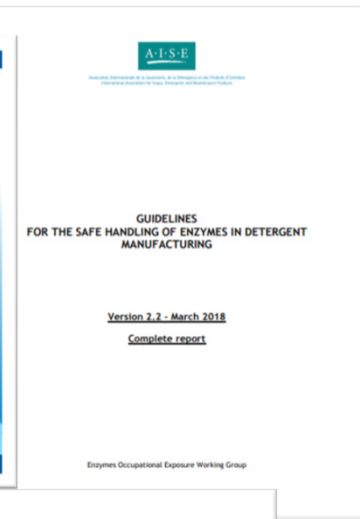 A·I·S·E
Association Internationale de la Savonnerie, de la Détergence et des Produits d'Entretien
International Association for Soaps, Detergents and Maintenance Products
GUIDELINES
FOR THE SAFE HANDLING OF ENZYMES IN DETERGENT
MANUFACTURING
Version 2.2 - March 2018
Complete report
Enzymes Occupational Exposure Working Group